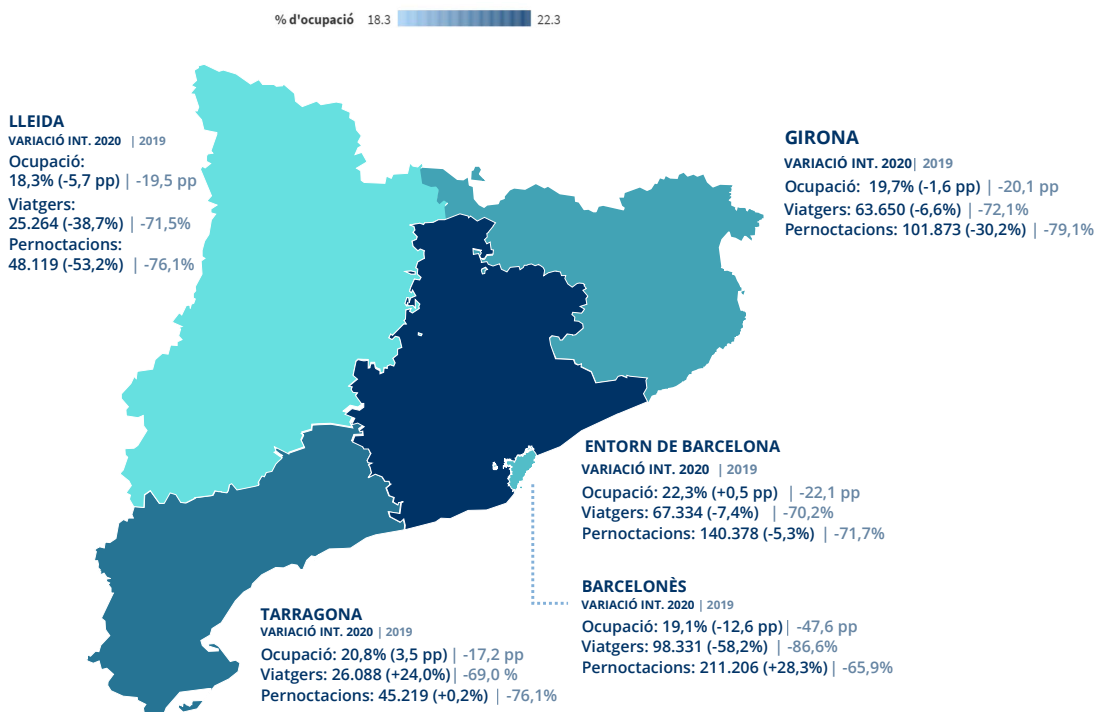 % d'ocupació 18.3 22.3
LLEIDA
VARIACIÓ INT. 2020 | 2019
Ocupació:
18,3% (-5,7 pp) | -19,5 pp
Viatgers:
25.264 (-38,7%) | -71,5%
Pernoctacions:
48.119 (-53,2%) | -76,1%
GIRONA
VARIACIÓ INT. 2020| 2019
Ocupació: 19,7% (-1,6 pp) | -20,1 pp
Viatgers: 63.650 (-6,6%) | -72,1%
Pernoctacions: 101.873 (-30,2%) | -79,1%
ENTORN DE BARCELONA
VARIACIÓ INT. 2020 | 2019
Ocupació: 22,3% (+0,5 pp) | -22,1 pp
Viatgers: 67.334 (-7,4%) | -70,2%
Pernoctacions: 140.378 (-5,3%) | -71,7%
BARCELONÈS
VARIACIÓ INT. 2020 | 2019
Ocupació: 19,1% (-12,6 pp)| -47,6 pp
Viatgers: 98.331 (-58,2%) | -86,6%
Pernoctacions: 211.206 (+28,3%)| -65,9%
TARRAGONA
VARIACIÓ INT. 2020 | 2019
Ocupació: 20,8% (3,5 pp)| -17,2 pp
Viatgers: 26.088 (+24,0%)| -69,0 %
Pernoctacions: 45.219 (+0,2%) | -76,1%